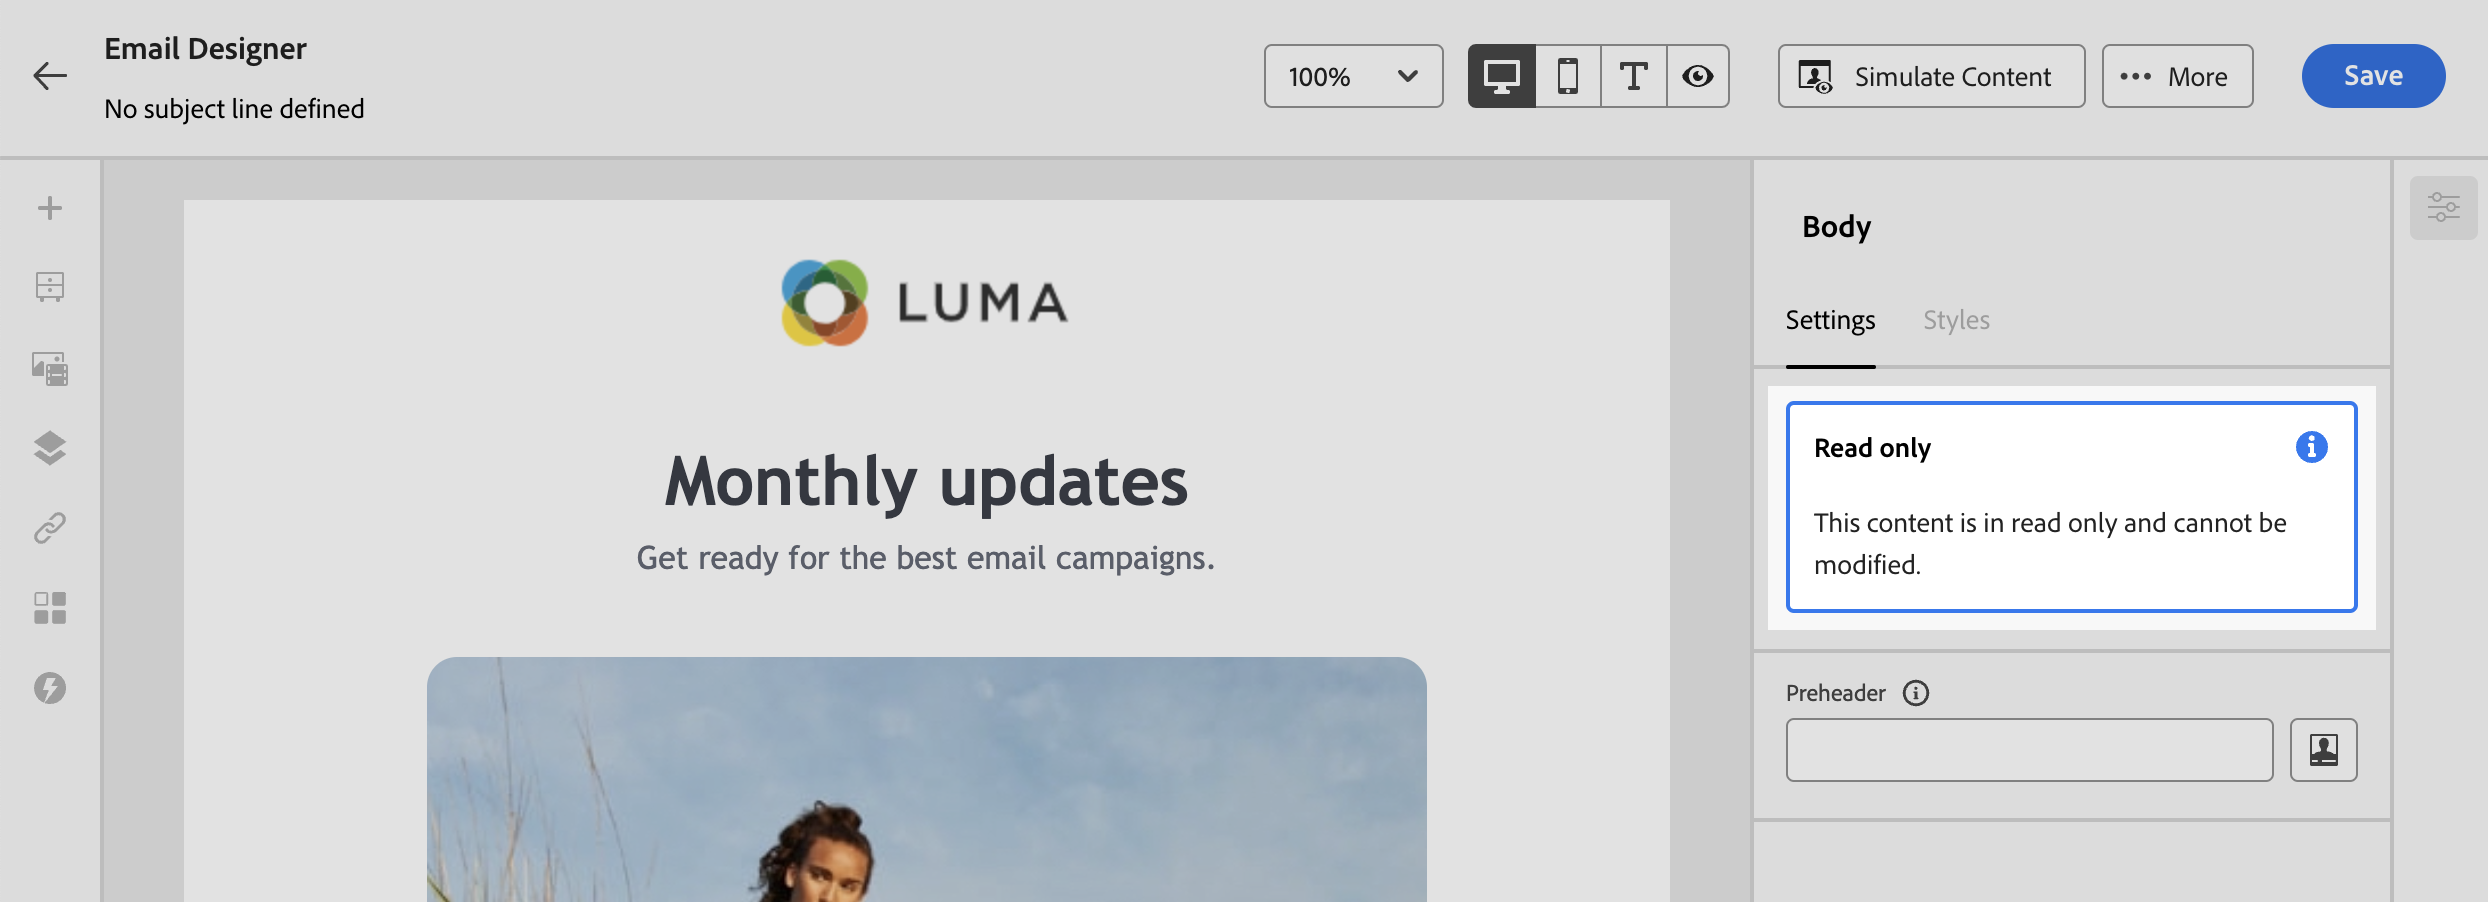 Email Designer
No subject line defined
100%
Simulate Content
More
Save
LUMA
Monthly updates
Get ready for the best email campaigns.
Body
Settings
Styles
Read only
This content is in read only and cannot be
modified.
Preheader